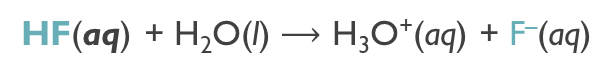 HF(aq) + H₂O(l) ⟶ H₃O⁺(aq) + F⁻(aq)